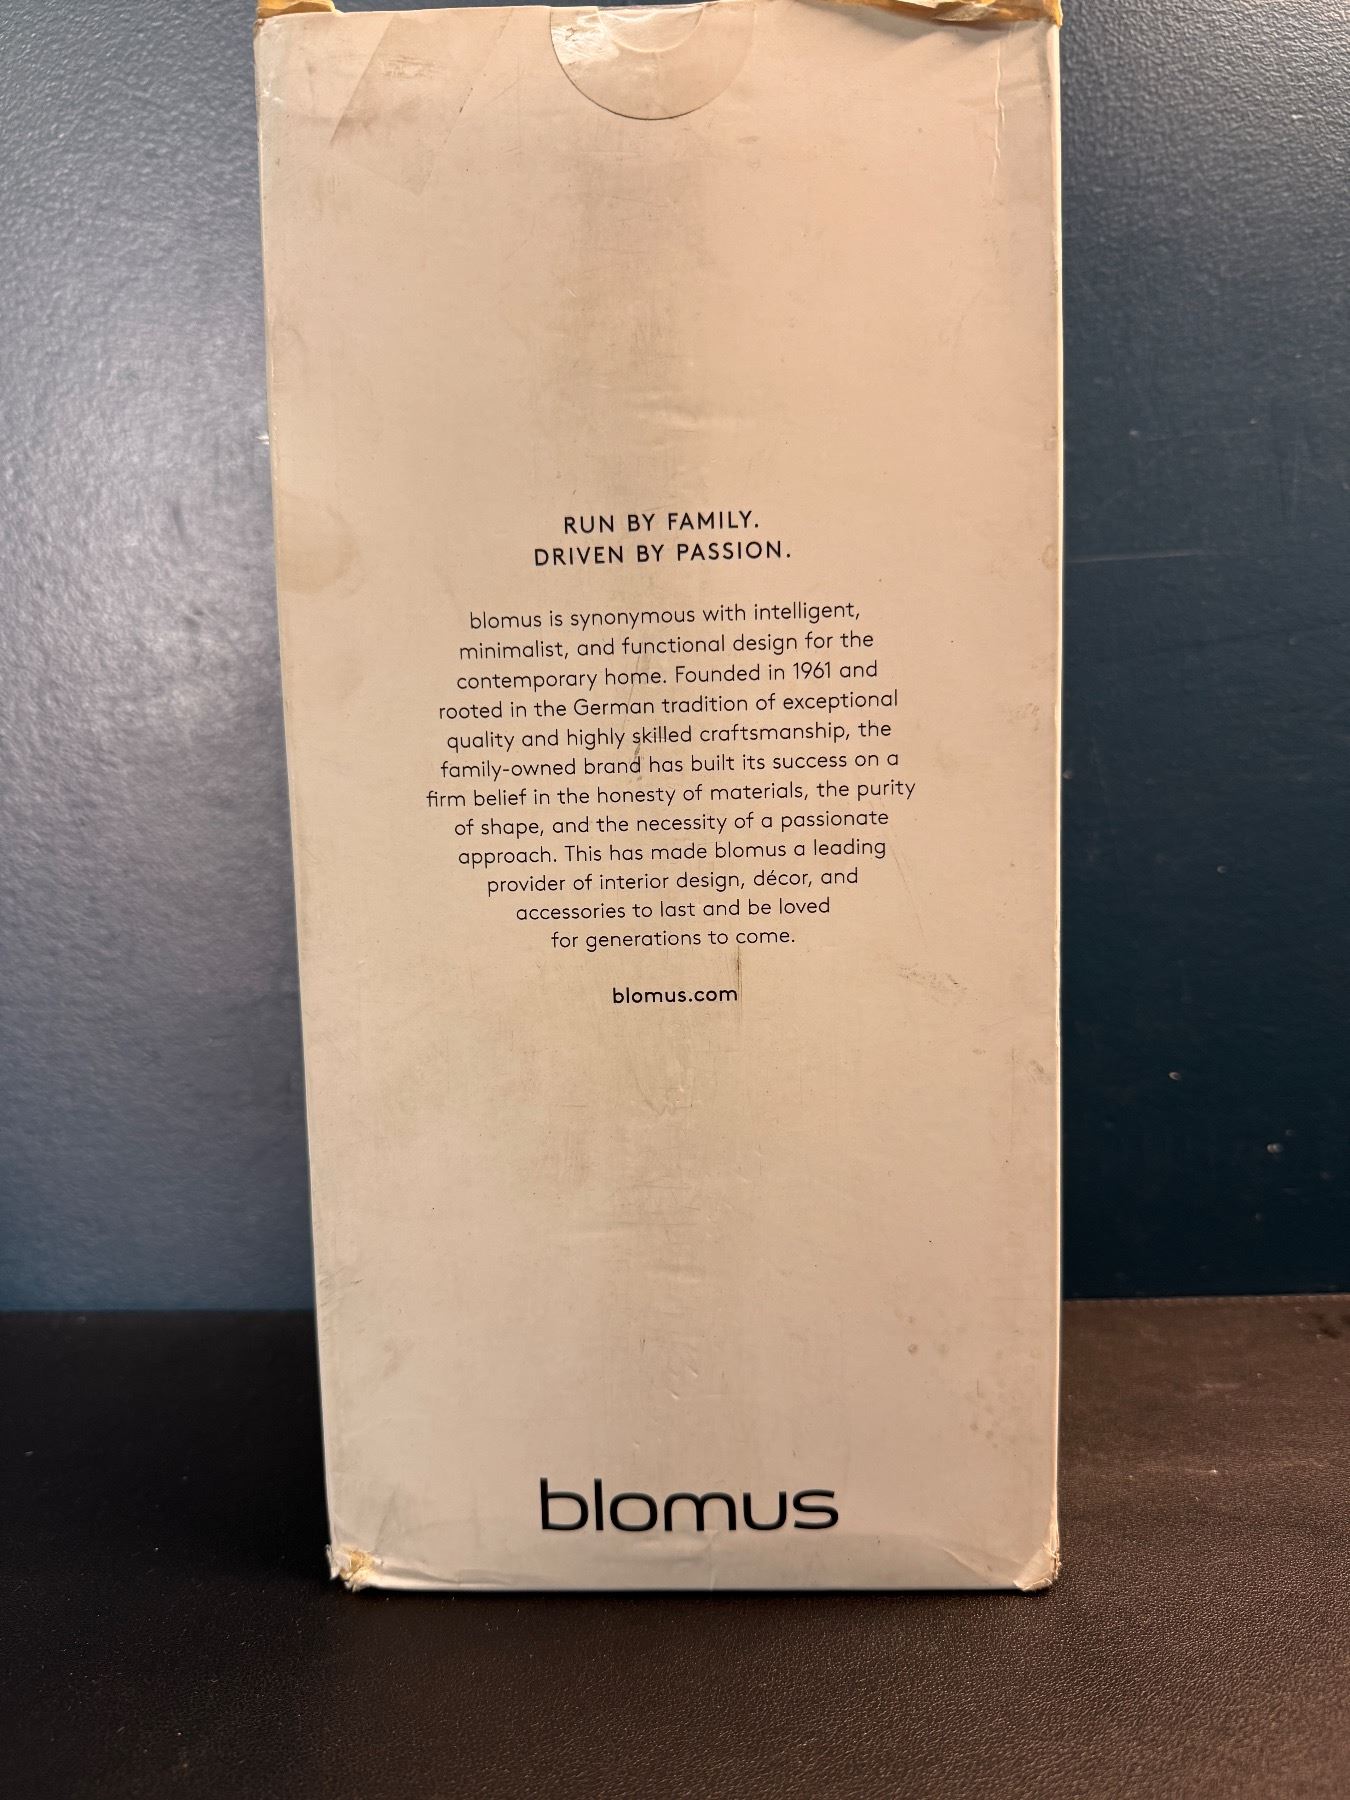 RUN BY FAMILY.
DRIVEN BY PASSION.
blomus is synonymous with intelligent,
minimalist, and functional design for the
contemporary home. Founded in 1961 and
rooted in the German tradition of exceptional
quality and highly skilled craftsmanship, the
family-owned brand has built its success on a
firm belief in the honesty of materials, the purity
of shape, and the necessity of a passionate
approach. This has made blomus a leading
provider of interior design, décor, and
accessories to last and be loved
for generations to come.
blomus.com
blomus